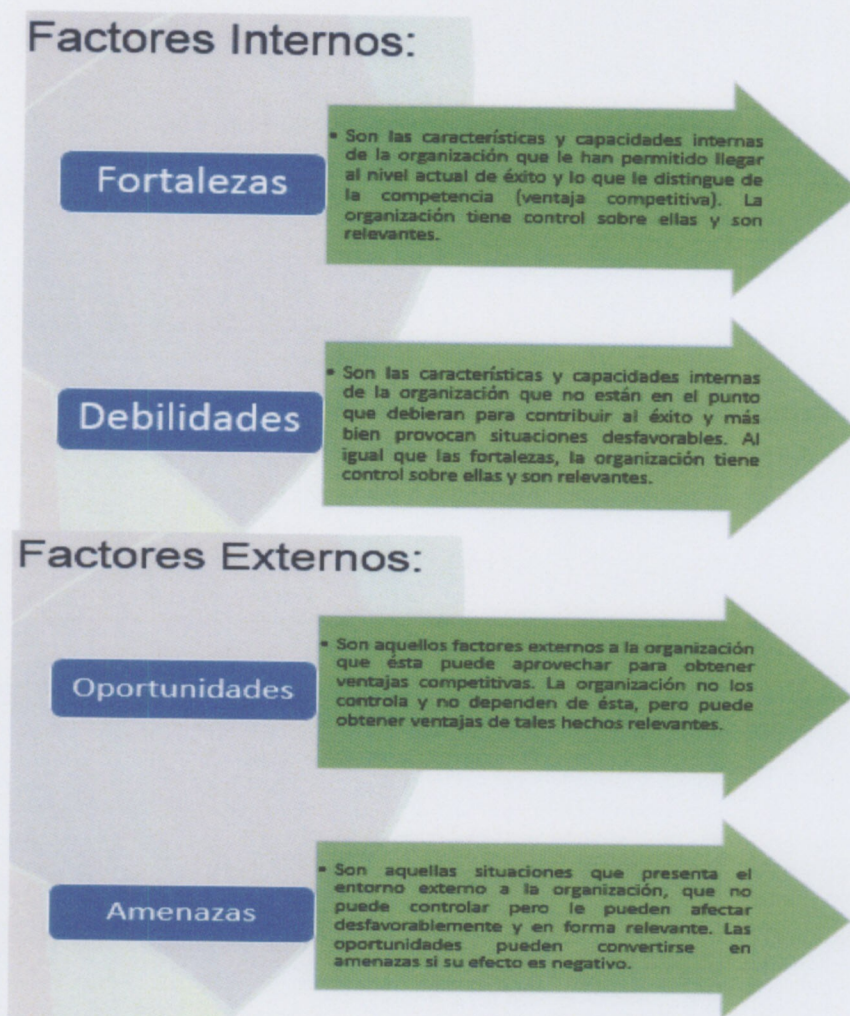 Factores Internos:
Fortalezas
• Son las características y capacidades internas
de la organización que le han permitido llegar
al nivel actual de éxito y lo que le distingue de
la competencia (ventaja competitiva). La
organización tiene control sobre ellas y son
relevantes.
Debilidades
• Son las características y capacidades internas
de la organización que no están en el punto
que debieran para contribuir al éxito y más
bien provocan situaciones desfavorables. Al
igual que las fortalezas, la organización tiene
control sobre ellas y son relevantes.
Factores Externos:
Oportunidades
• Son aquellos factores externos a la organización
que ésta puede aprovechar para obtener
ventajas competitivas. La organización no los
controla y no dependen de ésta, pero puede
obtener ventajas de tales hechos relevantes.
Amenazas
• Son aquellas situaciones que presenta el
entorno externo a la organización, que no
puede controlar pero le pueden afectar
desfavorablemente y en forma relevante. Las
oportunidades pueden convertirse en
amenazas si su efecto es negativo.